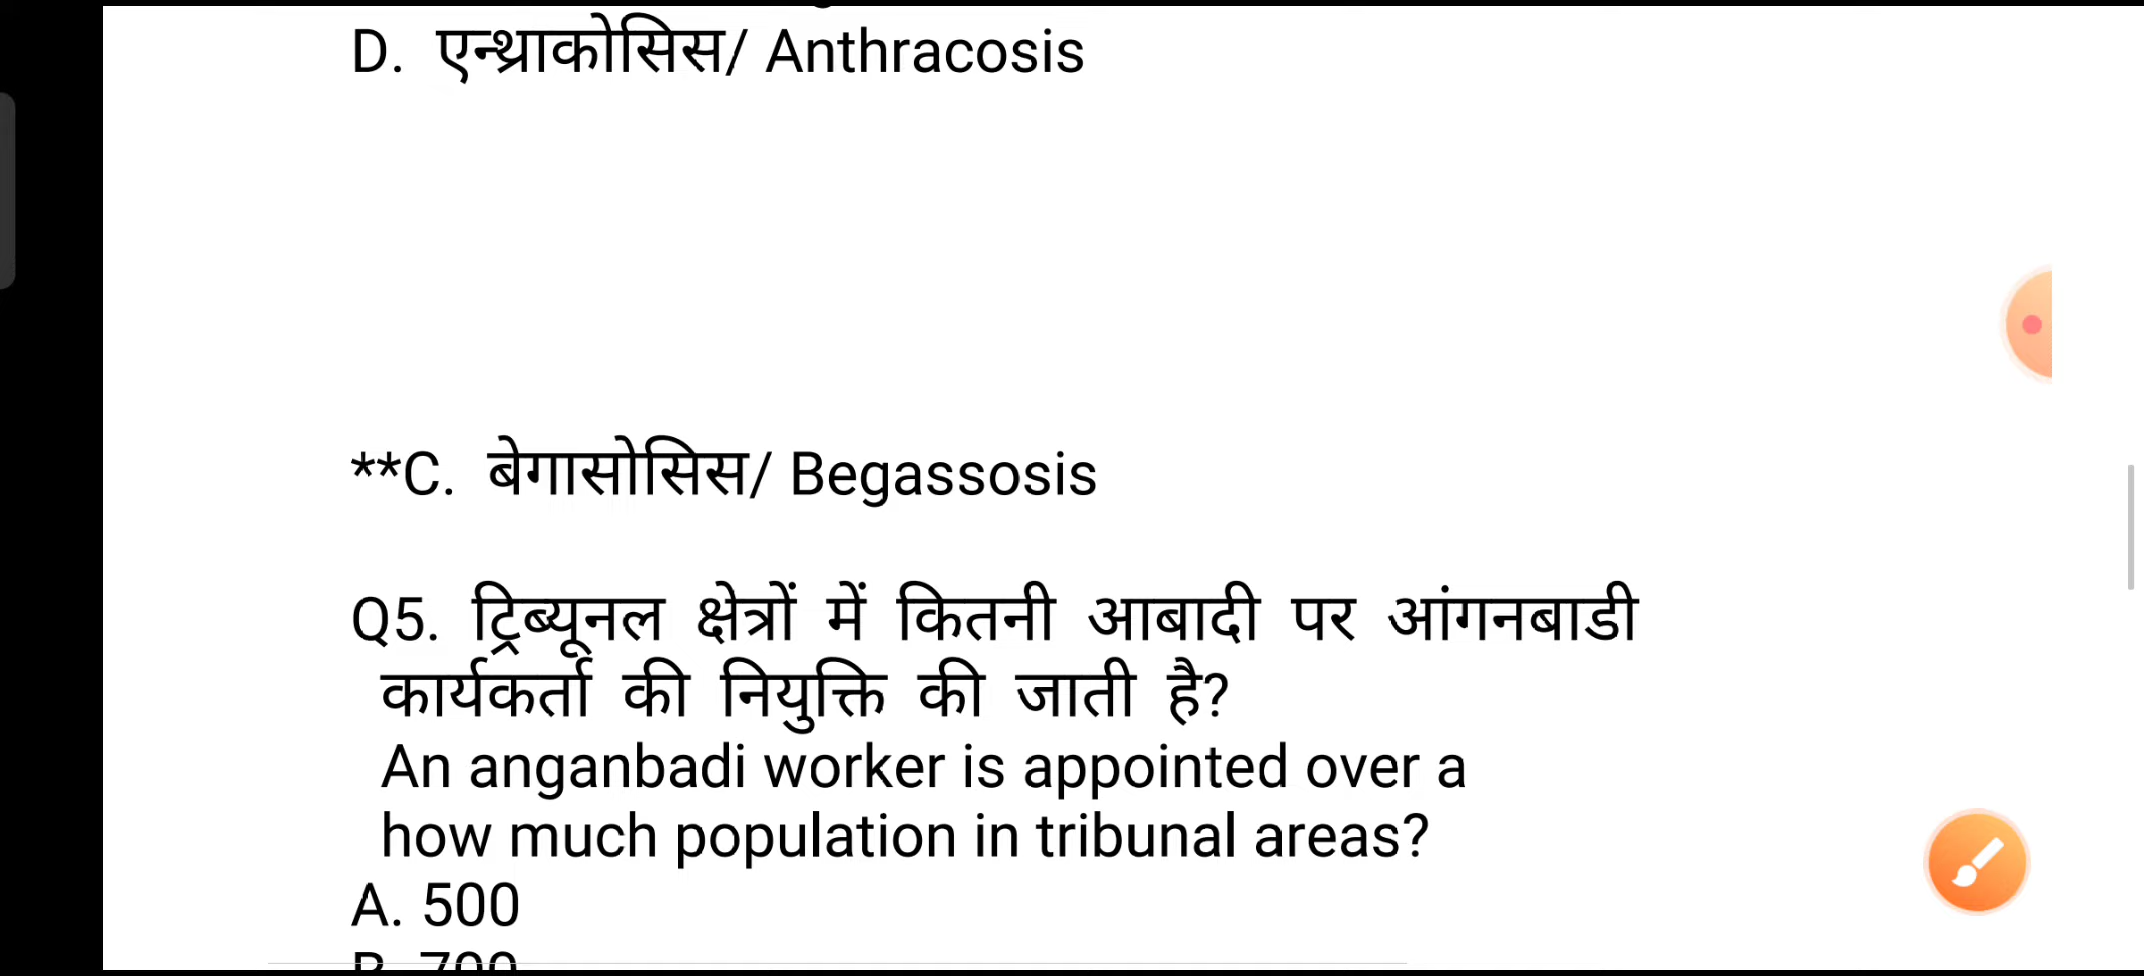 D. एन्थ्राकोसिस/ Anthracosis
**C. बेगासोसिस/ Begassosis
Q5. ट्रिब्यूनल क्षेत्रों में कितनी आबादी पर आंगनबाडी
कार्यकर्ता की नियुक्ति की जाती है?
An anganbadi worker is appointed over a
how much population in tribunal areas?
A. 500
B. 700